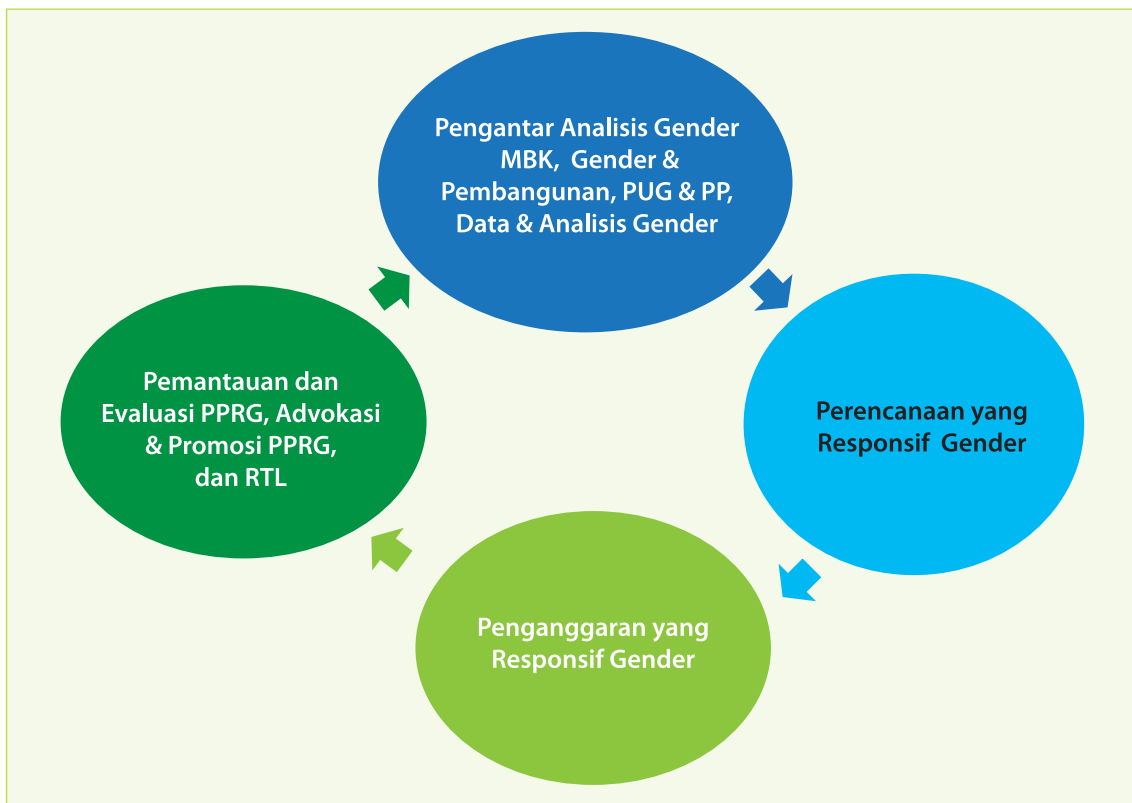 Pengantar Analisis Gender
MBK, Gender &
Pembangunan, PUG & PP,
Data & Analisis Gender
Perencanaan yang
Responsif Gender
Penganggaran yang
Responsif Gender
Pemantauan dan
Evaluasi PPRG, Advokasi
& Promosi PPRG,
dan RTL